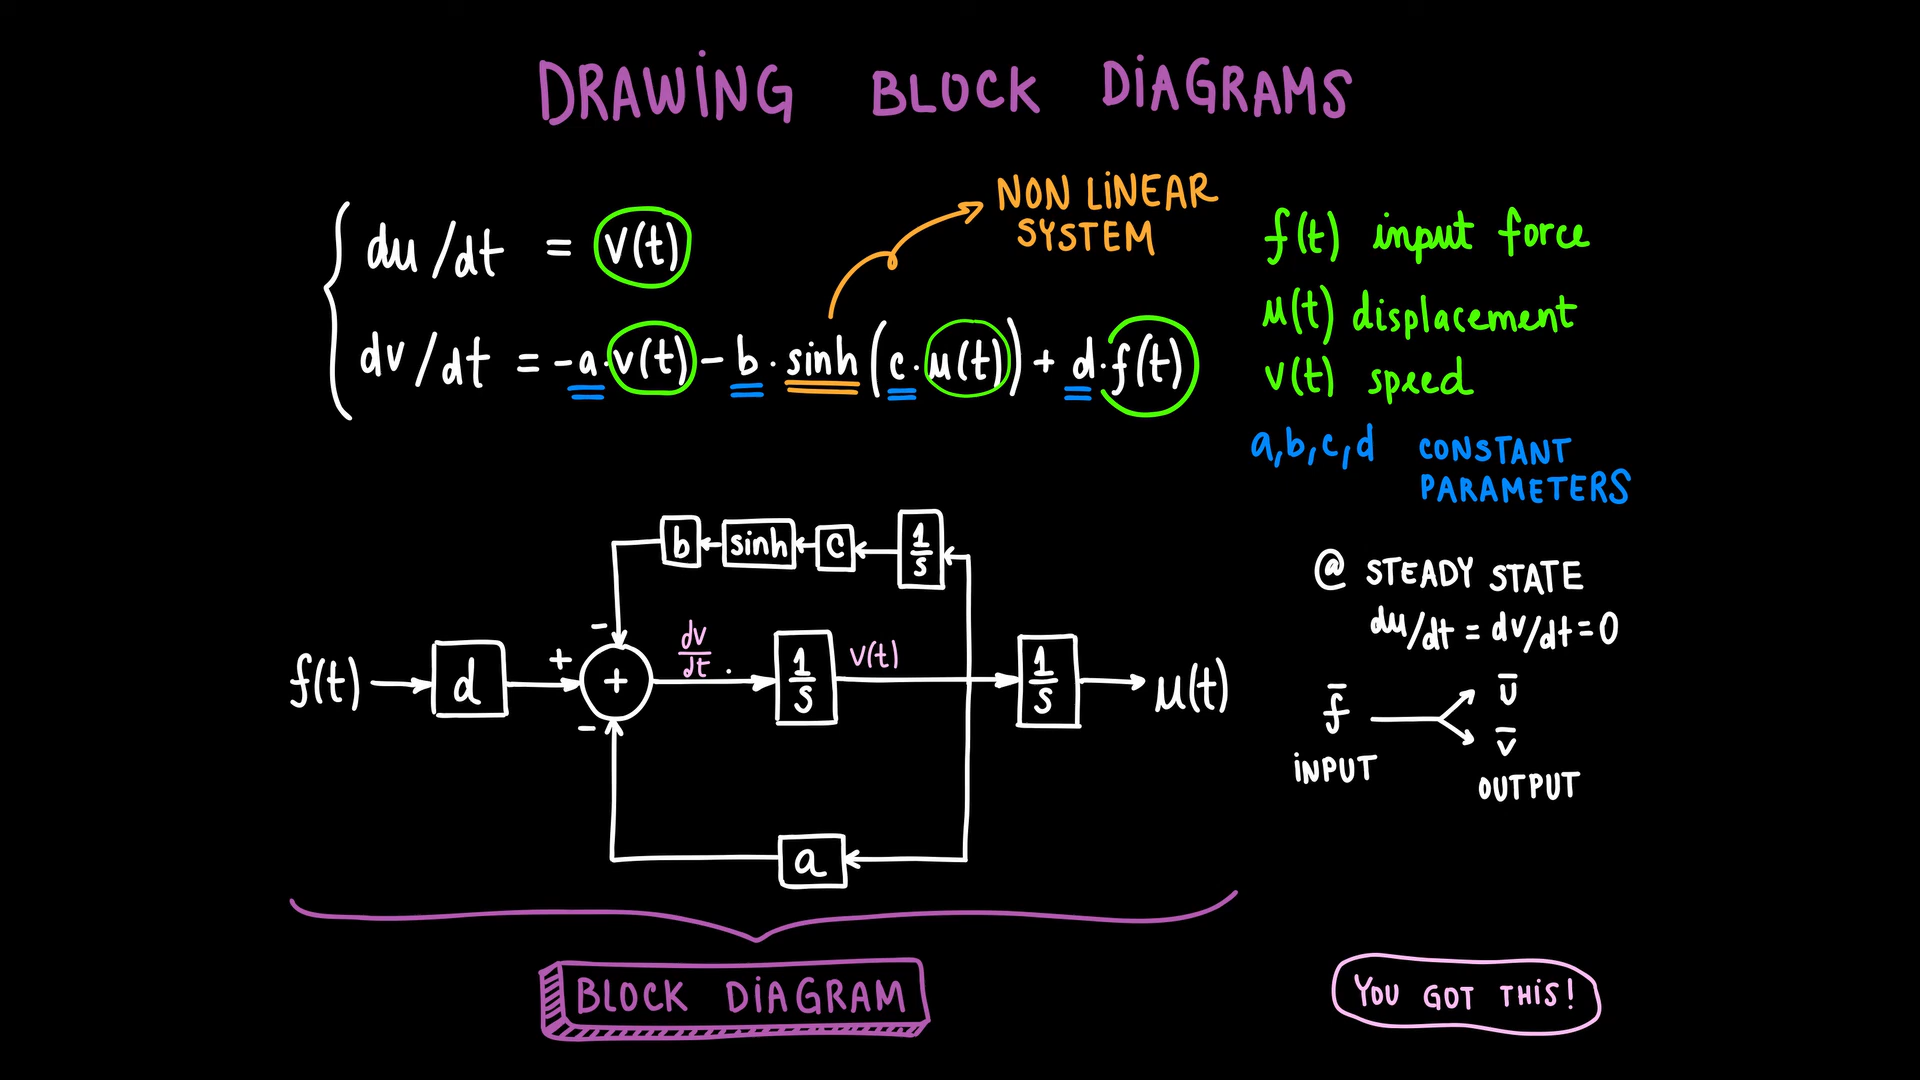 DRAWING BLOCK DIAGRAMS
du/dt = v(t)
NON LINEAR
SYSTEM
dv/dt = -a·v(t) - b·sinh(c·u(t)) + d·f(t)
f(t) input force
u(t) displacement
v(t) speed
a,b,c,d CONSTANT
PARAMETERS
b sinh c 1/s
f(t) d + - + - dv/dt . 1/s v(t) 1/s u(t)
a
@ STEADY STATE
du/dt = dv/dt = 0
f̄ ū
v̄
INPUT
OUTPUT
BLOCK DIAGRAM
YOU GOT THIS!